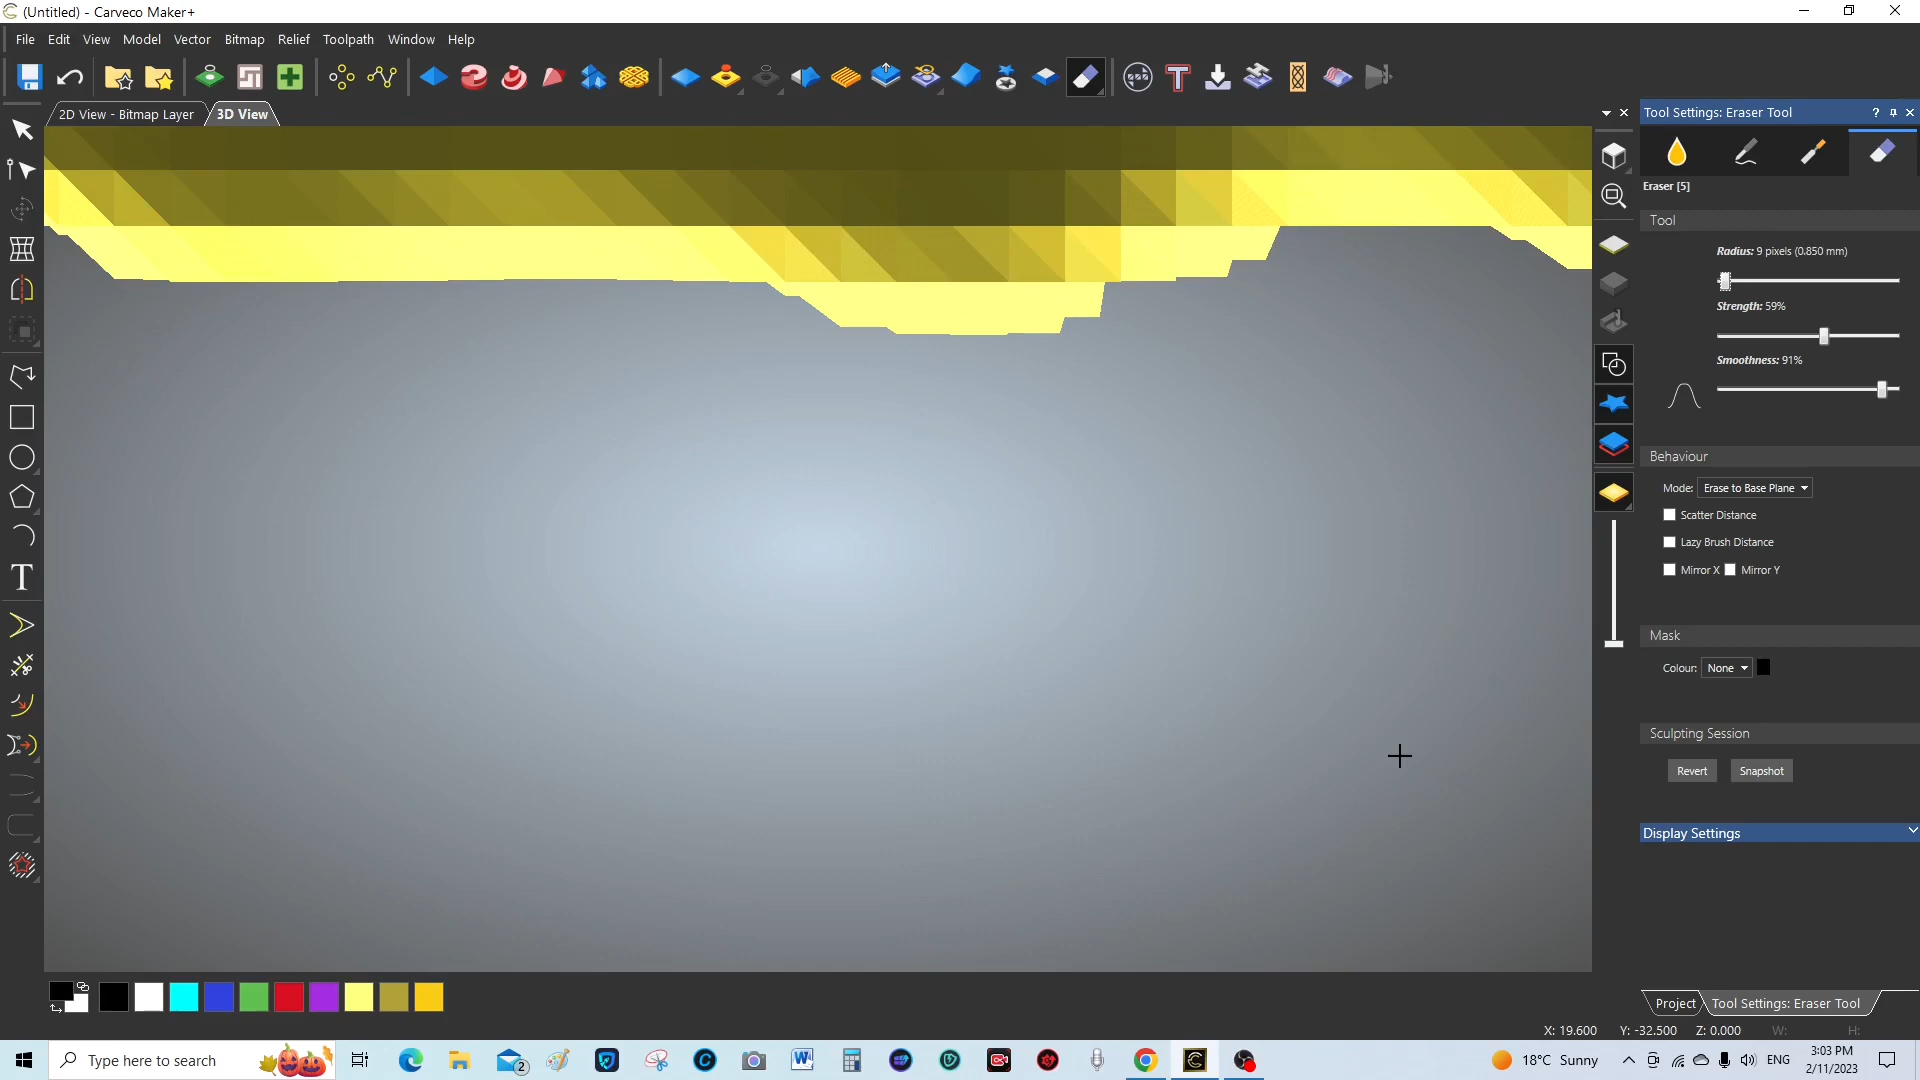 (Untitled) - Carveco Maker+
File Edit View Model Vector Bitmap Relief Toolpath Window Help
2D View - Bitmap Layer 3D View
Tool Settings: Eraser Tool ?
Eraser [5]
Tool
Radius: 9 pixels (0.850 mm)
Strength: 59%
Smoothness: 91%
Behaviour
Mode: Erase to Base Plane
Scatter Distance
Lazy Brush Distance
Mirror X Mirror Y
Mask
Colour: None
Sculpting Session
Revert Snapshot
Display Settings
Project Tool Settings: Eraser Tool
X: 19.600 Y: -32.500 Z: 0.000 W: H:
Type here to search
2
18°C Sunny
ENG
3:03 PM
2/11/2023